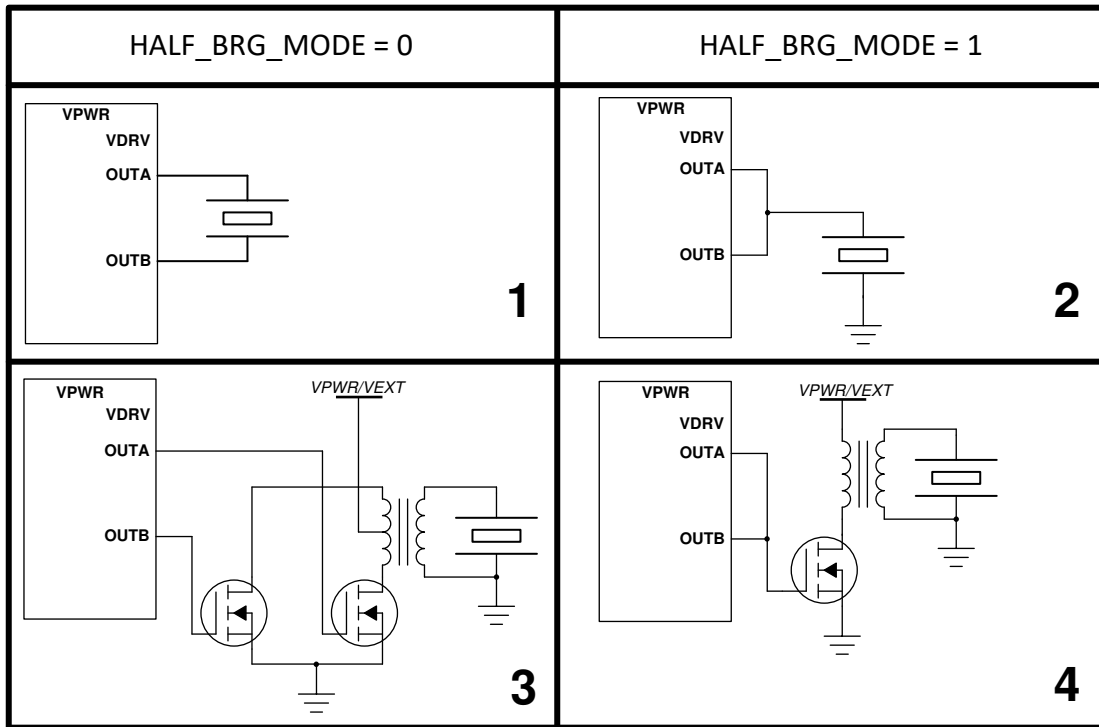 HALF_BRG_MODE = 0
HALF_BRG_MODE = 1
VPWR
VDRV
OUTA
OUTB
1
VPWR
VDRV
OUTA
OUTB
2
VPWR
VDRV
OUTA
OUTB
VPWR/VEXT
3
VPWR
VDRV
OUTA
OUTB
VPWR/VEXT
4